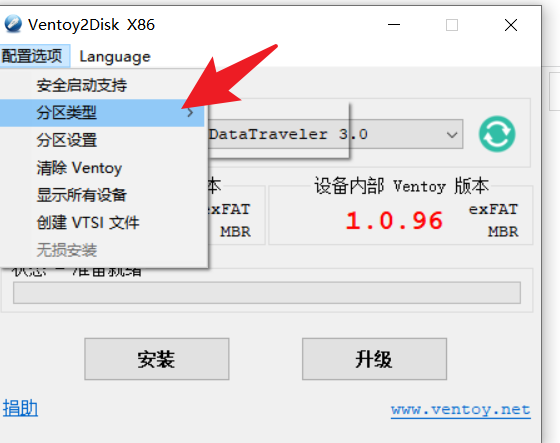 Ventoy2Disk X86
配置选项 Language
安全启动支持
分区类型
分区设置
清除 Ventoy
显示所有设备
创建 VTSI 文件
无损安装
DataTraveler 3.0
本
exFAT
MBR
设备内部 Ventoy 版本
1.0.96
exFAT
MBR
状态 - 准备就绪
安装
升级
捐助
www.ventoy.net